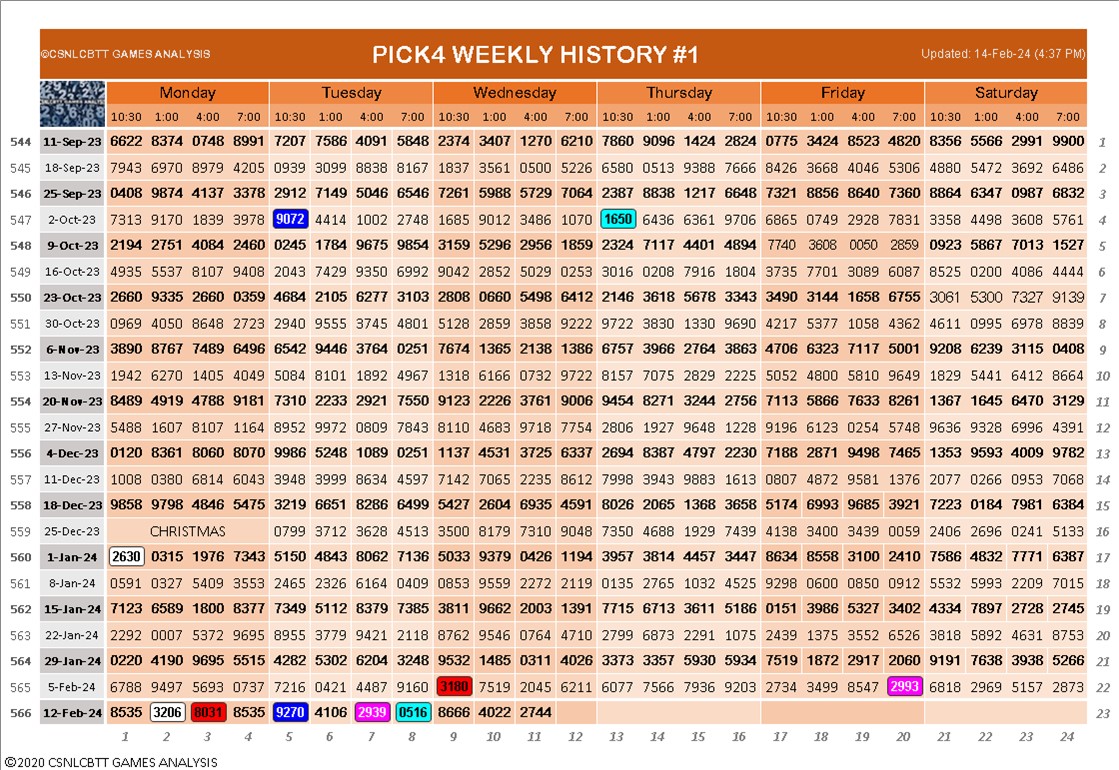 ©CSNLCBTT GAMES ANALYSIS PICK4 WEEKLY HISTORY #1 Updated: 14-Feb-24 (4:37 PM)
Monday Tuesday Wednesday Thursday Friday Saturday
10:30 1:00 4:00 7:00 10:30 1:00 4:00 7:00 10:30 1:00 4:00 7:00 10:30 1:00 4:00 7:00 10:30 1:00 4:00 7:00 10:30 1:00 4:00 7:00
544 11-Sep-23 6622 8374 0748 8991 7207 7586 4091 5848 2374 3407 1270 6210 7860 9096 1424 2824 0775 3424 8523 4820 8356 5566 2991 9900 1
545 18-Sep-23 7943 6970 8979 4205 0939 3099 8838 8167 1837 3561 0500 5226 6580 0513 9388 7666 8426 3668 4046 5306 4880 5472 3692 6486 2
546 25-Sep-23 0408 9874 4137 3378 2912 7149 5046 6546 7261 5988 5729 7064 2387 8838 1217 6648 7321 8856 8640 7360 8864 6347 0987 6832 3
547 2-Oct-23 7313 9170 1839 3978 9072 4414 1002 2748 1685 9012 3486 1070 1650 6436 6361 9706 6865 0749 2928 7831 3358 4498 3608 5761 4
548 9-Oct-23 2194 2751 4084 2460 0245 1784 9675 9854 3159 5296 2956 1859 2324 7117 4401 4894 7740 3608 0050 2859 0923 5867 7013 1527 5
549 16-Oct-23 4935 5537 8107 9408 2043 7429 9350 6992 9042 2852 5029 0253 3016 0208 7916 1804 3735 7701 3089 6087 8525 0200 4086 4444 6
550 23-Oct-23 2660 9335 2660 0359 4684 2105 6277 3103 2808 0660 5498 6412 2146 3618 5678 3343 3490 3144 1658 6755 3061 5300 7327 9139 7
551 30-Oct-23 0969 4050 8648 2723 2940 9555 3745 4801 5128 2859 3858 9222 9722 3830 1330 9690 4217 5377 1058 4362 4611 0995 6978 8839 8
552 6-Nov-23 3890 8767 7489 6496 6542 9446 3764 0251 7674 1365 2138 1386 6757 3966 2764 3863 4706 6323 7117 5001 9208 6239 3115 0408 9
553 13-Nov-23 1942 6270 1405 4049 5084 8101 1892 4967 1318 6166 0732 9722 8157 7075 2829 2225 5052 4800 5810 9649 1829 5441 6412 8664 10
554 20-Nov-23 8489 4919 4788 9181 7310 2233 2921 7550 9123 2226 3761 9006 9454 8271 3244 2756 7113 5866 7633 8261 1367 1645 6470 3129 11
555 27-Nov-23 5488 1607 8107 1164 8952 9972 0809 7843 8110 4683 9718 7754 2806 1927 9648 1228 9196 6123 0254 5748 9636 9328 6996 4391 12
556 4-Dec-23 0120 8361 8060 8070 9986 5248 1089 0251 1137 4531 3725 6337 2694 8387 4797 2230 7188 2871 9498 7465 1353 9593 4009 9782 13
557 11-Dec-23 1008 0380 6814 6043 3948 3999 8634 4597 7142 7065 2235 8612 7998 3943 9883 1613 0807 4872 9581 1376 2077 0266 0953 7068 14
558 18-Dec-23 9858 9798 4846 5475 3219 6651 8286 6499 5427 2604 6935 4591 8026 2065 1368 3658 5174 6993 9685 3921 7223 0184 7981 6384 15
559 25-Dec-23 CHRISTMAS 0799 3712 3628 4513 3500 8179 7310 9048 7350 4688 1929 7439 4138 3400 3439 0059 2406 2696 0241 5133 16
560 1-Jan-24 2630 0315 1976 7343 5150 4843 8062 7136 5033 9379 0426 1194 3957 3814 4457 3447 8634 8558 3100 2410 7586 4832 7771 6387 17
561 8-Jan-24 0591 0327 5409 3553 2465 2326 6164 0409 0853 9559 2272 2119 0135 2765 1032 4525 9298 0600 0850 0912 5532 5993 2209 7015 18
562 15-Jan-24 7123 6589 1800 8377 7349 5112 8379 7385 3811 9662 2003 1391 7715 6713 3611 5186 0151 3986 5327 3402 4334 7897 2728 2745 19
563 22-Jan-24 2292 0007 5372 9695 8955 3779 9421 2118 8762 9546 0764 4710 2799 6873 2291 1075 2439 1375 3552 6526 3818 5892 4631 8753 20
564 29-Jan-24 0220 4190 9695 5515 4282 5302 6204 3248 9532 1485 0311 4026 3373 3357 5930 5934 7519 1872 2917 2060 9191 7638 3938 5266 21
565 5-Feb-24 6788 9497 5693 0737 7216 0421 4487 9160 3180 7519 2045 6211 6077 7566 7936 9203 2734 3499 8547 2993 6818 2969 5157 2873 22
566 12-Feb-24 8535 3206 8031 8535 9270 4106 2939 0516 8666 4022 2744 23
1 2 3 4 5 6 7 8 9 10 11 12 13 14 15 16 17 18 19 20 21 22 23 24
©2020 CSNLCBTT GAMES ANALYSIS